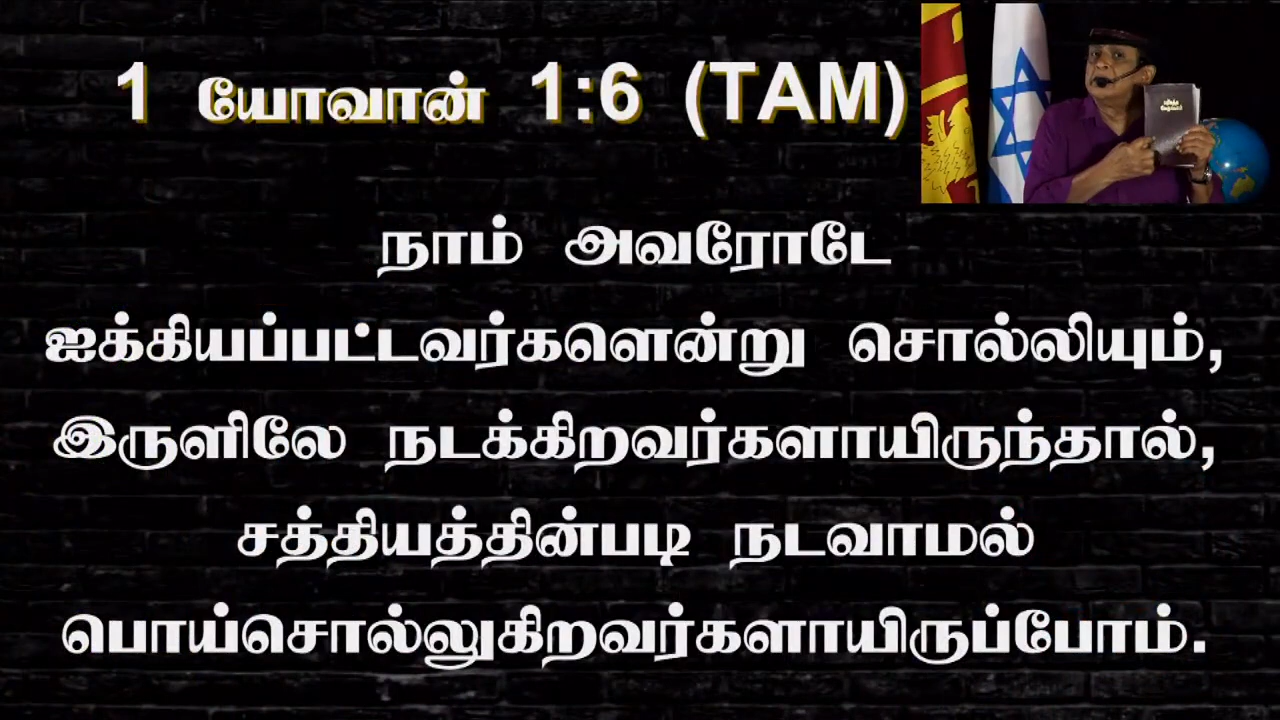 1 யோவான் 1:6 (TAM)
நாம் அவரோடே
ஐக்கியப்பட்டவர்களென்று சொல்லியும்,
இருளிலே நடக்கிறவர்களாயிருந்தால்,
சத்தியத்தின்படி நடவாமல்
பொய்சொல்லுகிறவர்களாயிருப்போம்.